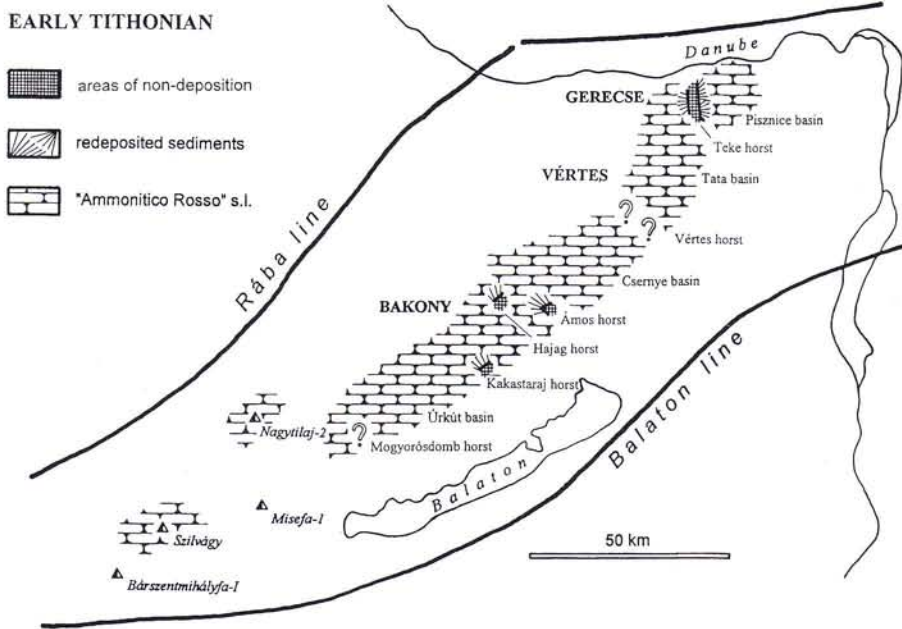 EARLY TITHONIAN
areas of non-deposition
redeposited sediments
"Ammonitico Rosso" s.l.
Danube
GERECSE
Pisznice basin
Teke horst
VÉRTES
Tata basin
?
?
Vértes horst
Rába line
Csernye basin
BAKONY
Ámos horst
Hajag horst
Kakastaraj horst
Balaton line
Nagytilaj-2
Úrkút basin
?
Mogyorósdomb horst
Balaton
Misefa-1
Szilvágy
50 km
Bárszentmihályfa-I